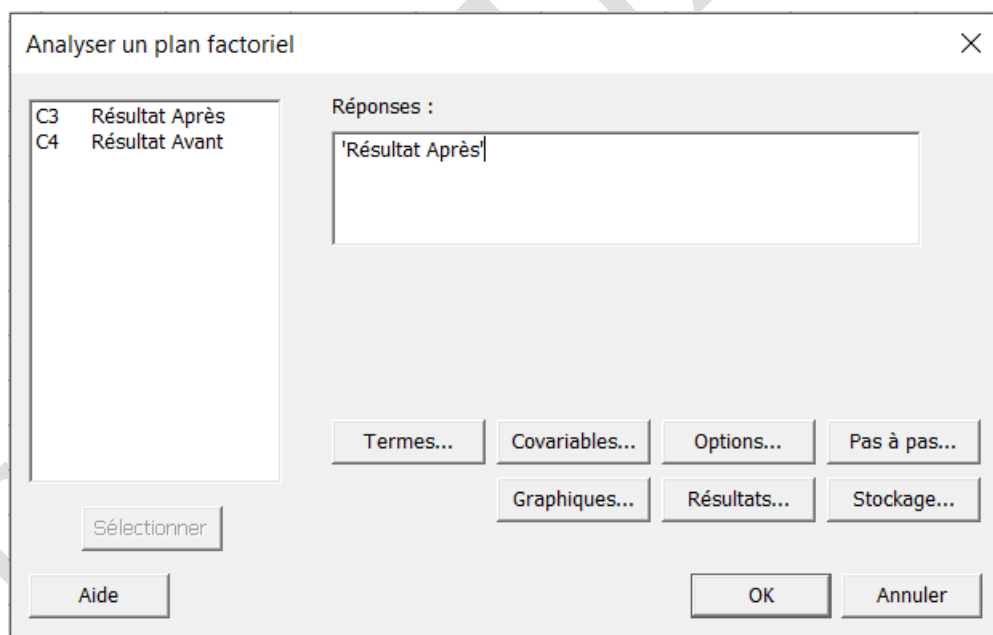 Analyser un plan factoriel
C3 Résultat Après
C4 Résultat Avant
Réponses :
'Résultat Après'
Termes...
Covariables...
Options...
Pas à pas...
Graphiques...
Résultats...
Stockage...
Sélectionner
Aide
OK
Annuler